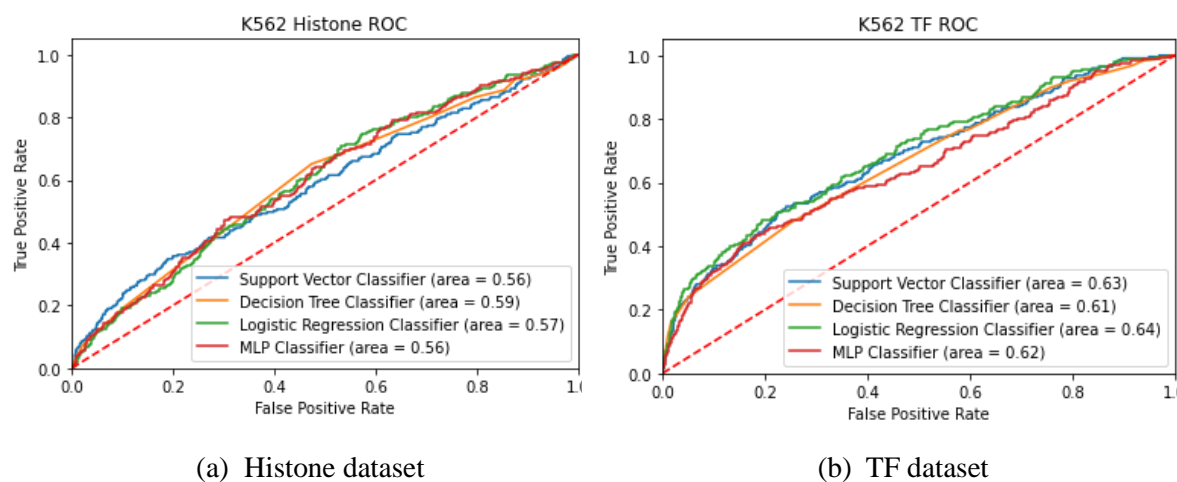 K562 Histone ROC
1.0
0.8
0.6
0.4
0.2
0.0
True Positive Rate
Support Vector Classifier (area = 0.56)
Decision Tree Classifier (area = 0.59)
Logistic Regression Classifier (area = 0.57)
MLP Classifier (area = 0.56)
0.0 0.2 0.4 0.6 0.8 1.0
False Positive Rate
(a) Histone dataset
K562 TF ROC
1.0
0.8
0.6
0.4
0.2
0.0
True Positive Rate
Support Vector Classifier (area = 0.63)
Decision Tree Classifier (area = 0.61)
Logistic Regression Classifier (area = 0.64)
MLP Classifier (area = 0.62)
0.0 0.2 0.4 0.6 0.8 1.0
False Positive Rate
(b) TF dataset